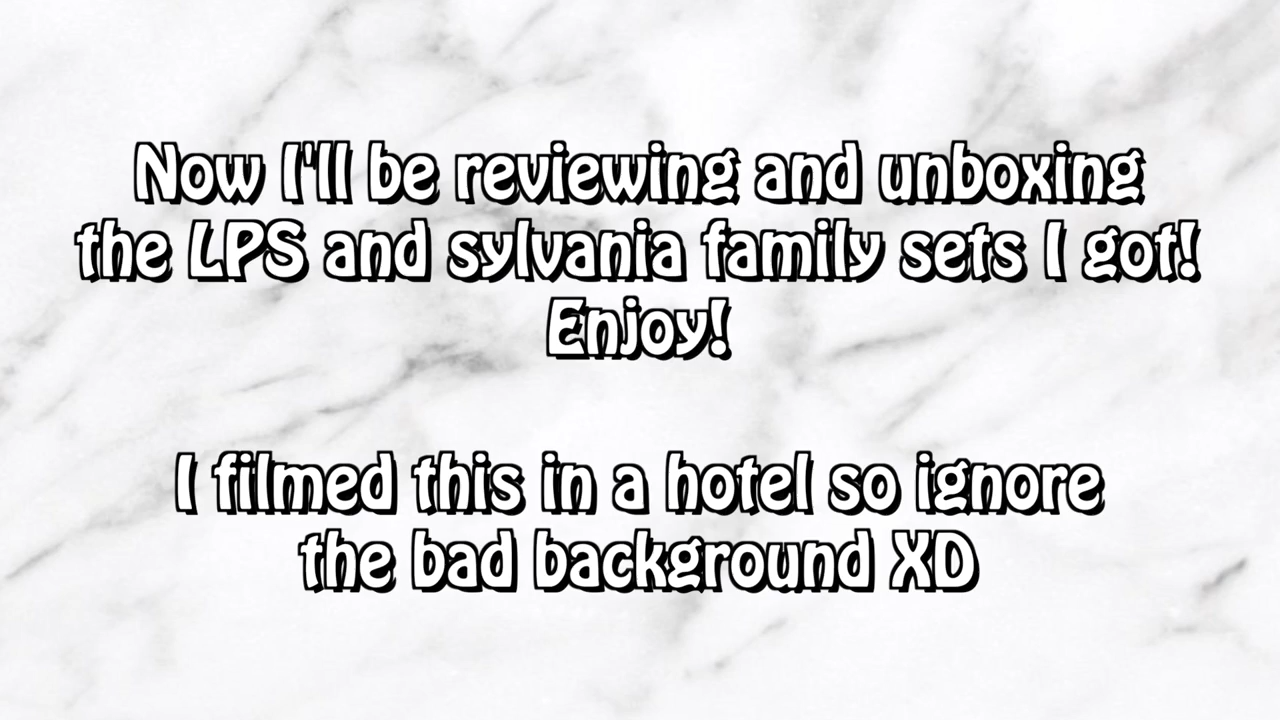 Now I'll be reviewing and unboxing
the LPS and sylvania family sets I got!
Enjoy!
I filmed this in a hotel so ignore
the bad background XD